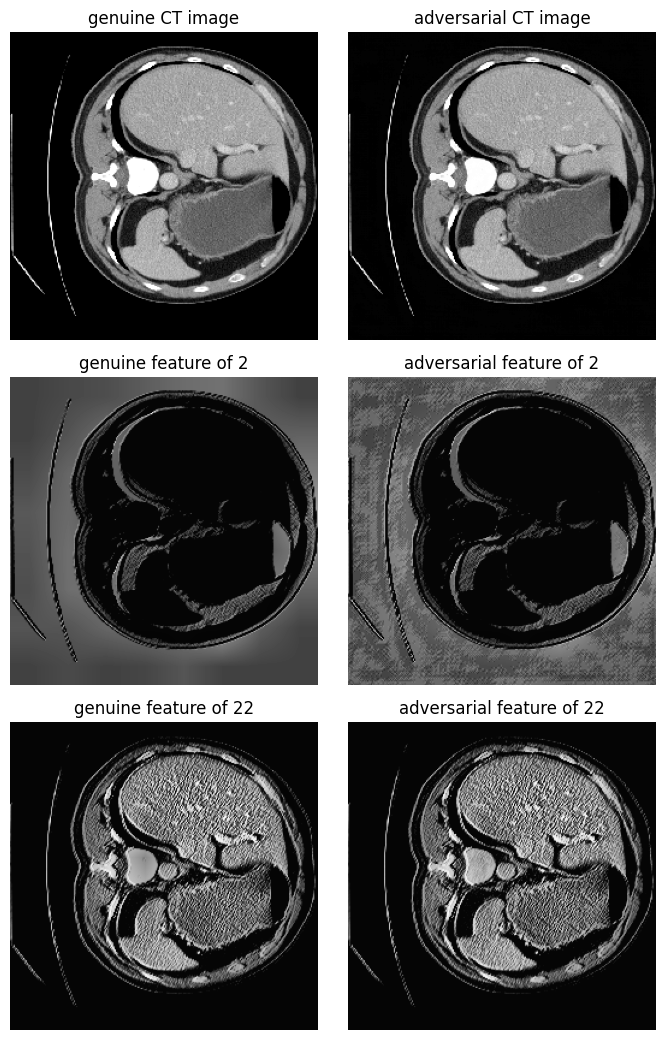 genuine CT image
adversarial CT image
genuine feature of 2
adversarial feature of 2
genuine feature of 22
adversarial feature of 22